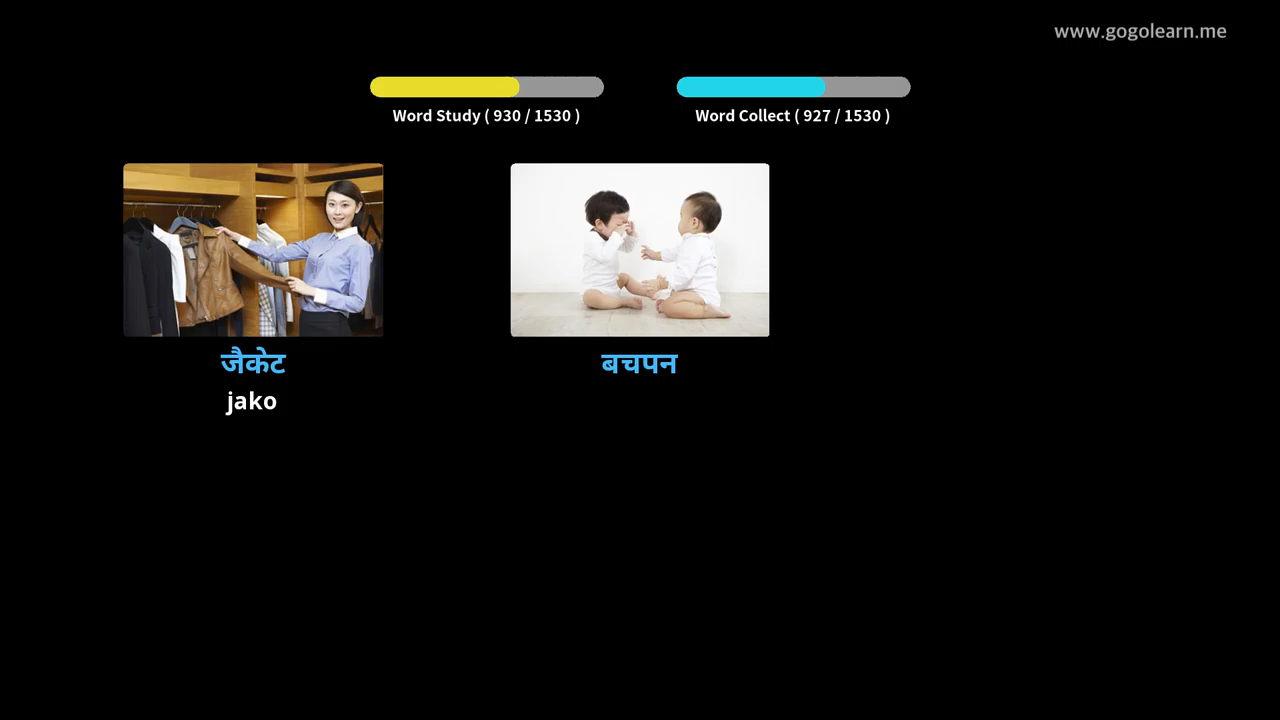 www.gogolearn.me
Word Study ( 930 / 1530 )
Word Collect ( 927 / 1530 )
जैकेट
jako
बचपन